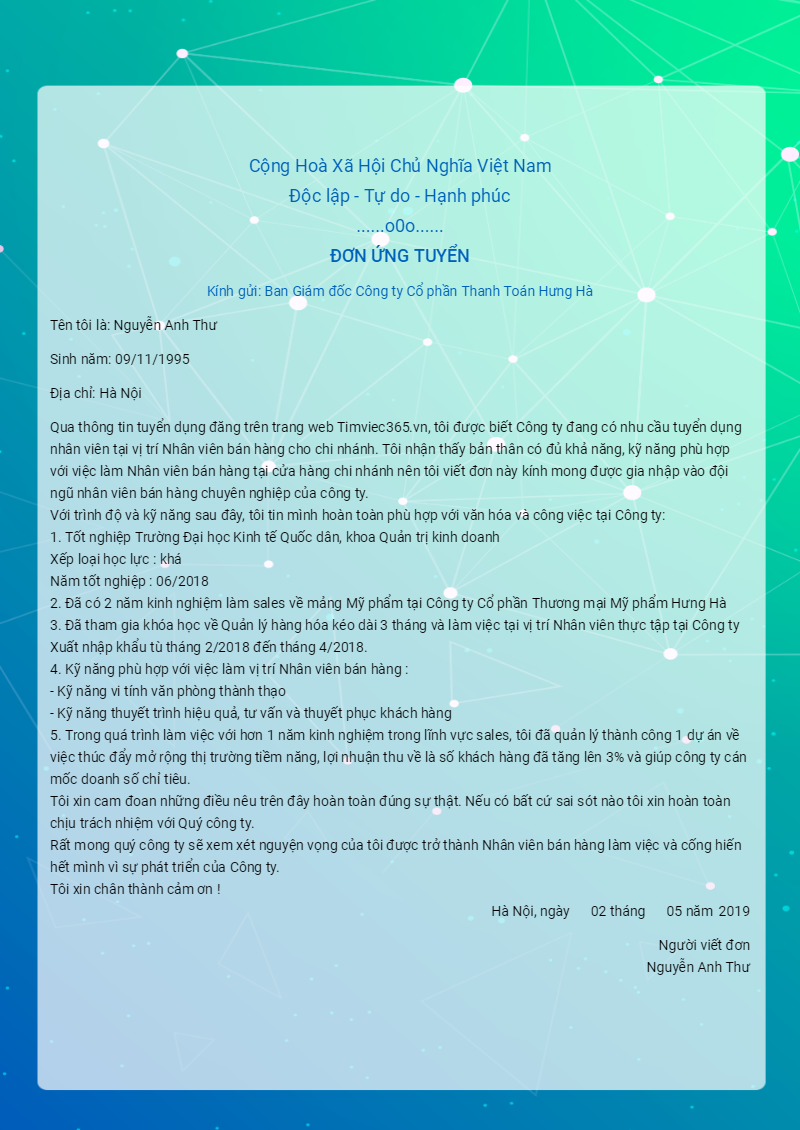 Cộng Hoà Xã Hội Chủ Nghĩa Việt Nam
Độc lập - Tự do - Hạnh phúc
......o0o......
ĐƠN ỨNG TUYỂN
Kính gửi: Ban Giám đốc Công ty Cổ phần Thanh Toán Hưng Hà
Tên tôi là: Nguyễn Anh Thư
Sinh năm: 09/11/1995
Địa chỉ: Hà Nội
Qua thông tin tuyển dụng đăng trên trang web Timviec365.vn, tôi được biết Công ty đang có nhu cầu tuyển dụng
nhân viên tại vị trí Nhân viên bán hàng cho chi nhánh. Tôi nhận thấy bản thân có đủ khả năng, kỹ năng phù hợp
với việc làm Nhân viên bán hàng tại cửa hàng chi nhánh nên tôi viết đơn này kính mong được gia nhập vào đội
ngũ nhân viên bán hàng chuyên nghiệp của công ty.
Với trình độ và kỹ năng sau đây, tôi tin mình hoàn toàn phù hợp với văn hóa và công việc tại Công ty:
1. Tốt nghiệp Trường Đại học Kinh tế Quốc dân, khoa Quản trị kinh doanh
Xếp loại học lực : khá
Năm tốt nghiệp : 06/2018
2. Đã có 2 năm kinh nghiệm làm sales về mảng Mỹ phẩm tại Công ty Cổ phần Thương mại Mỹ phẩm Hưng Hà
3. Đã tham gia khóa học về Quản lý hàng hóa kéo dài 3 tháng và làm việc tại vị trí Nhân viên thực tập tại Công ty
Xuất nhập khẩu từ tháng 2/2018 đến tháng 4/2018.
4. Kỹ năng phù hợp với việc làm vị trí Nhân viên bán hàng :
- Kỹ năng vi tính văn phòng thành thạo
- Kỹ năng thuyết trình hiệu quả, tư vấn và thuyết phục khách hàng
5. Trong quá trình làm việc với hơn 1 năm kinh nghiệm trong lĩnh vực sales, tôi đã quản lý thành công 1 dự án về
việc thúc đẩy mở rộng thị trường tiềm năng, lợi nhuận thu về là số khách hàng đã tăng lên 3% và giúp công ty cán
mốc doanh số chỉ tiêu.
Tôi xin cam đoan những điều nêu trên đây hoàn toàn đúng sự thật. Nếu có bất cứ sai sót nào tôi xin hoàn toàn
chịu trách nhiệm với Quý công ty.
Rất mong quý công ty sẽ xem xét nguyện vọng của tôi được trở thành Nhân viên bán hàng làm việc và cống hiến
hết mình vì sự phát triển của Công ty.
Tôi xin chân thành cảm ơn !
Hà Nội, ngày 02 tháng 05 năm 2019
Người viết đơn
Nguyễn Anh Thư